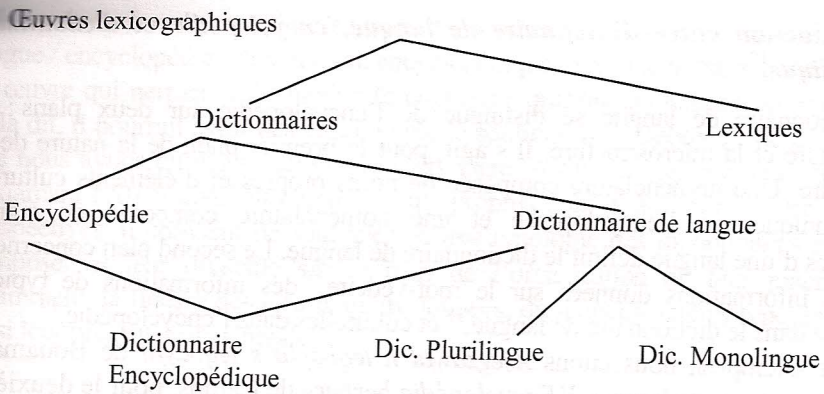 Œuvres lexicographiques
Dictionnaires
Lexiques
Encyclopédie
Dictionnaire de langue
Dictionnaire
Encyclopédique
Dic. Plurilingue
Dic. Monolingue